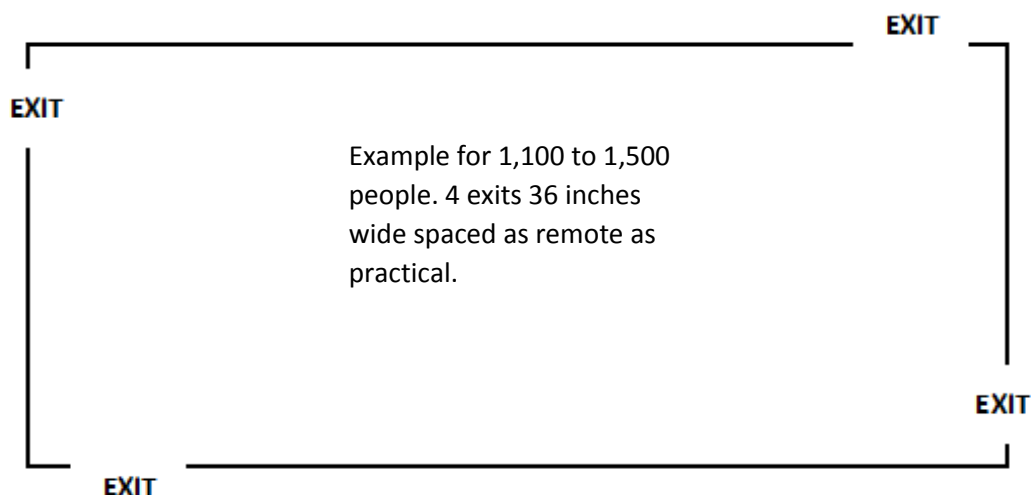 EXIT
EXIT
Example for 1,100 to 1,500
people. 4 exits 36 inches
wide spaced as remote as
practical.
EXIT
EXIT